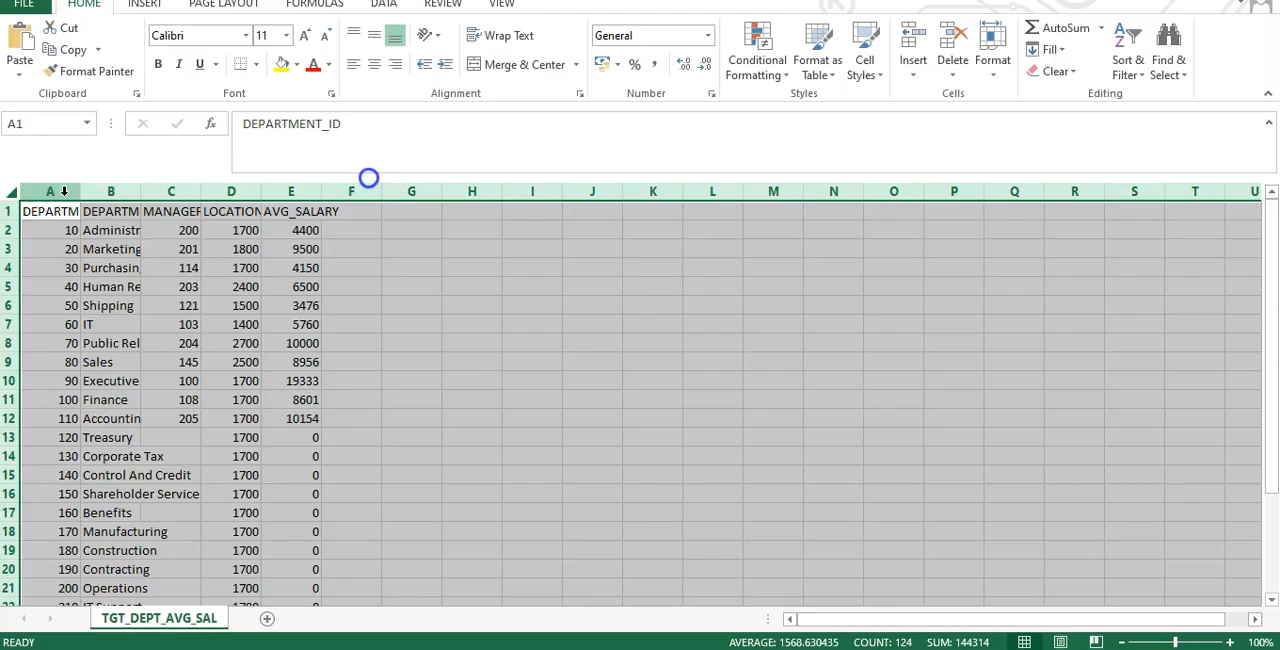 FILE HOME INSERT PAGE LAYOUT FORMULAS DATA REVIEW VIEW
Cut
Copy
Format Painter
Paste
Clipboard
Calibri 11
B I U
Font
Wrap Text
Merge & Center
Alignment
General
% ,
Number
Conditional Formatting
Format as Table
Cell Styles
Styles
Insert Delete Format
Cells
AutoSum
Fill
Clear
Sort & Filter
Find & Select
Editing
A1 fx DEPARTMENT_ID
A B C D E F G H I J K L M N O P Q R S T U
1 DEPARTM DEPARTM MANAGER LOCATION AVG_SALARY
2 10 Administr 200 1700 4400
3 20 Marketing 201 1800 9500
4 30 Purchasin 114 1700 4150
5 40 Human Re 203 2400 6500
6 50 Shipping 121 1500 3476
7 60 IT 103 1400 5760
8 70 Public Rel 204 2700 10000
9 80 Sales 145 2500 8956
10 90 Executive 100 1700 19333
11 100 Finance 108 1700 8601
12 110 Accountin 205 1700 10154
13 120 Treasury 1700 0
14 130 Corporate Tax 1700 0
15 140 Control And Credit 1700 0
16 150 Shareholder Service 1700 0
17 160 Benefits 1700 0
18 170 Manufacturing 1700 0
19 180 Construction 1700 0
20 190 Contracting 1700 0
21 200 Operations 1700 0
22 210 IT Support 1700 0
TGT_DEPT_AVG_SAL
READY AVERAGE: 1568.630435 COUNT: 124 SUM: 144314 100%